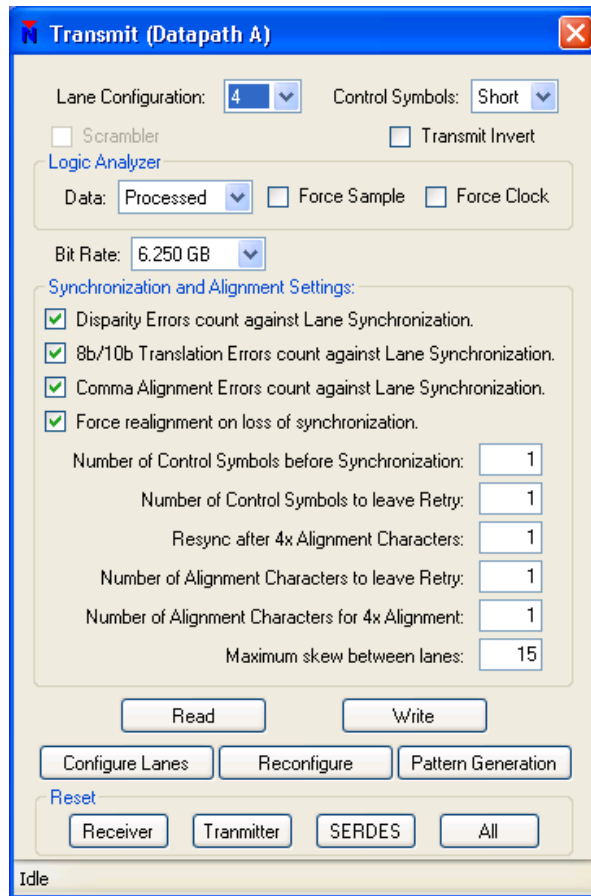 Transmit (Datapath A)
Lane Configuration: 4 Control Symbols: Short
Scrambler Transmit Invert
Logic Analyzer
Data: Processed Force Sample Force Clock
Bit Rate: 6.250 GB
Synchronization and Alignment Settings:
Disparity Errors count against Lane Synchronization.
8b/10b Translation Errors count against Lane Synchronization.
Comma Alignment Errors count against Lane Synchronization.
Force realignment on loss of synchronization.
Number of Control Symbols before Synchronization: 1
Number of Control Symbols to leave Retry: 1
Resync after 4x Alignment Characters: 1
Number of Alignment Characters to leave Retry: 1
Number of Alignment Characters for 4x Alignment: 1
Maximum skew between lanes: 15
Read Write
Configure Lanes Reconfigure Pattern Generation
Reset
Receiver Tranmitter SERDES All
Idle